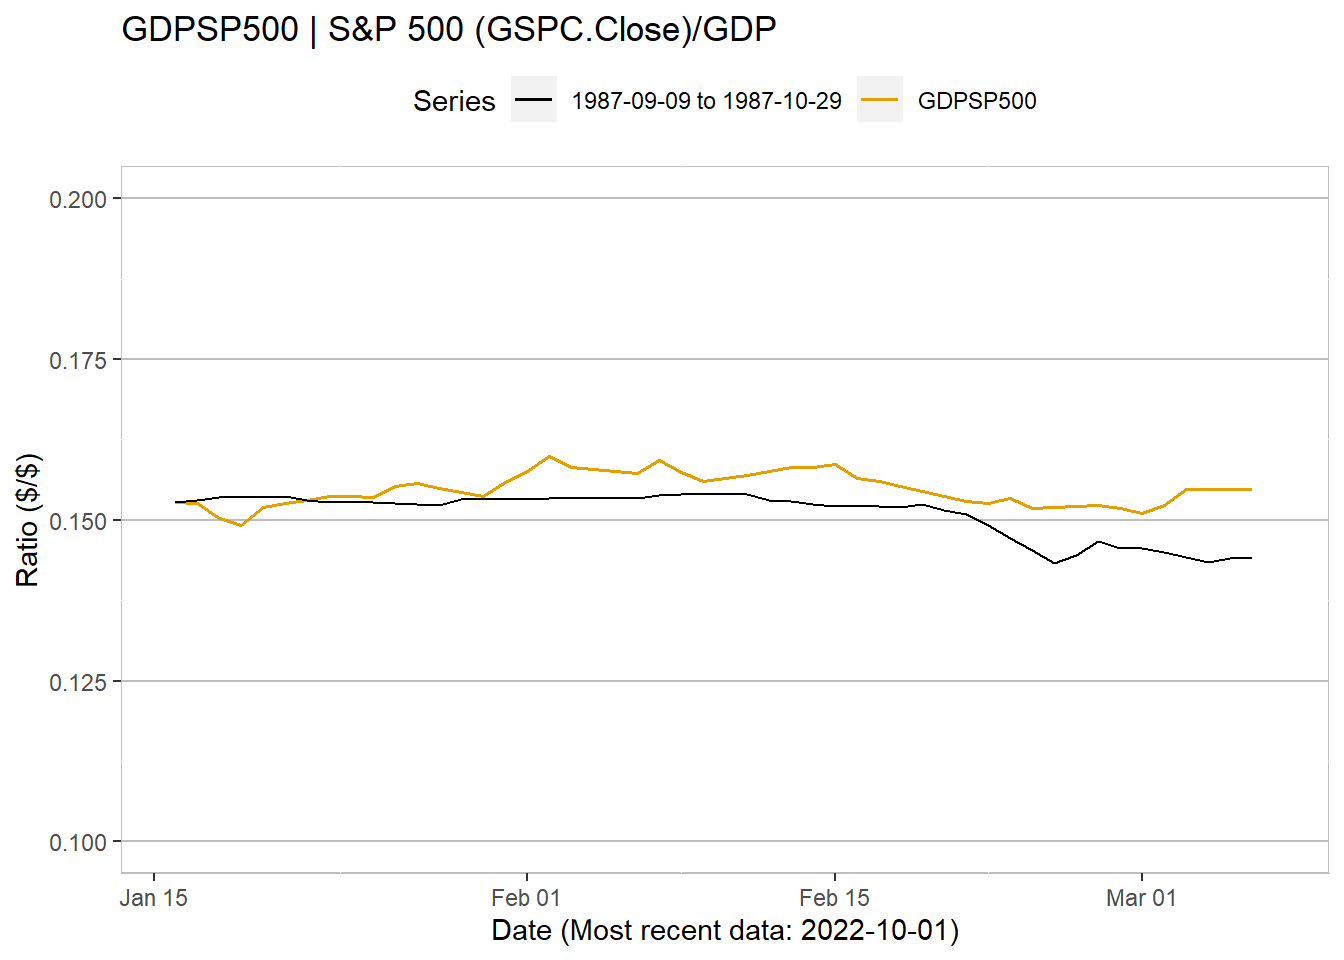 GDPSP500 | S&P 500 (GSPC.Close)/GDP
Series 1987-09-09 to 1987-10-29 GDPSP500
Ratio ($/$)
0.200
0.175
0.150
0.125
0.100
Jan 15 Feb 01 Feb 15 Mar 01
Date (Most recent data: 2022-10-01)